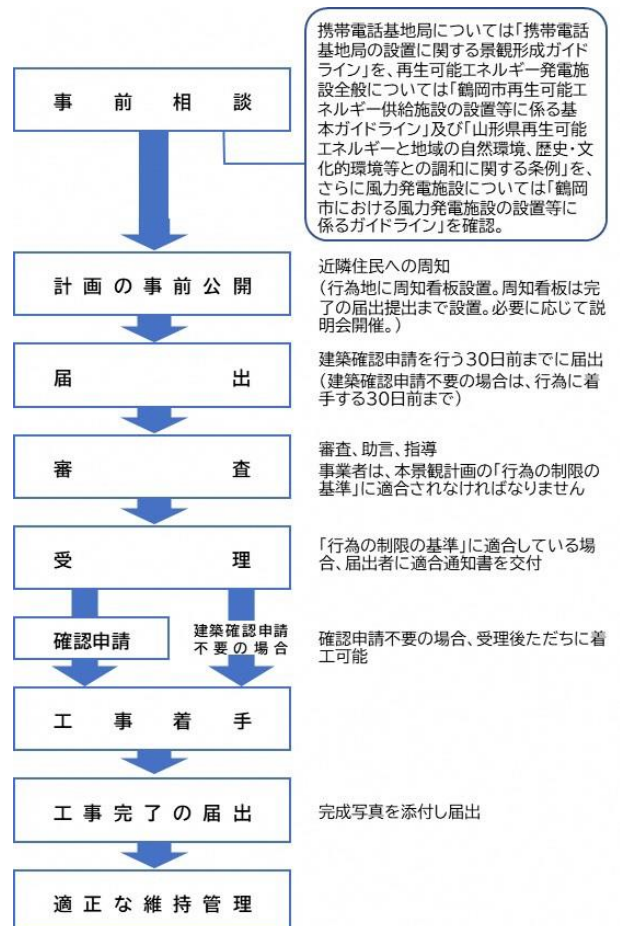 携帯電話基地局については「携帯電話
基地局の設置に関する景観形成ガイド
ライン」を、再生可能エネルギー発電施
設全般については「鶴岡市再生可能エ
ネルギー供給施設の設置等に係る基
本ガイドライン」及び「山形県再生可能
エネルギーと地域の自然環境、歴史・文
化的環境等との調和に関する条例」を、
さらに風力発電施設については「鶴岡
市における風力発電施設の設置等に
係るガイドライン」を確認。
事前相談
計画の事前公開
近隣住民への周知
(行為地に周知看板設置。周知看板は完
了の届出提出まで設置。必要に応じて説
明会開催。)
届出
建築確認申請を行う30日前までに届出
(建築確認申請不要の場合は、行為に着
手する30日前まで)
審査
審査、助言、指導
事業者は、本景観計画の「行為の制限の
基準」に適合されなければなりません
受理
「行為の制限の基準」に適合している場
合、届出者に適合通知書を交付
確認申請
建築確認申請
不要の場合
確認申請不要の場合、受理後ただちに着
工可能
工事着手
工事完了の届出
完成写真を添付し届出
適正な維持管理